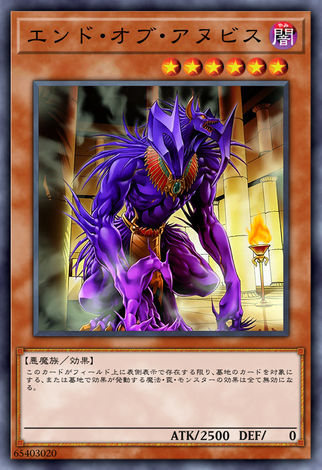 エンド・オブ・アヌビス
やみ
闇
【悪魔族／効果】
このカードがフィールド上に表側表示で存在する限り、墓地のカードを対象に
する、または墓地で効果が発動する魔法・罠・モンスターの効果は全て無効にな
る。
ATK/2500 DEF/ 0
65403020